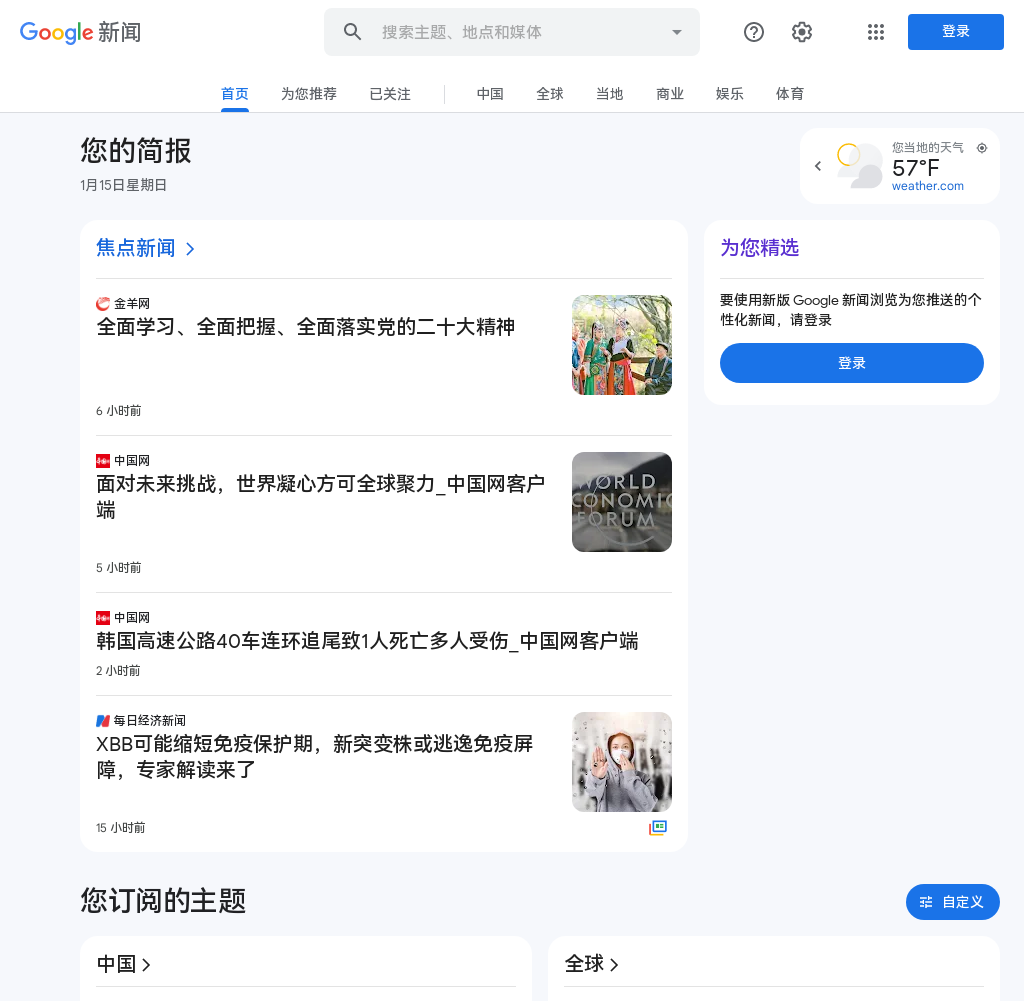 Google 新闻
搜索主题、地点和媒体
登录
首页
为您推荐
已关注
中国
全球
当地
商业
娱乐
体育
您的简报
1月15日星期日
您当地的天气
57°F
weather.com
焦点新闻
金羊网
全面学习、全面把握、全面落实党的二十大精神
6 小时前
中国网
面对未来挑战，世界凝心方可全球聚力_中国网客户
端
WORLD
ECONOMIC
FORUM
5 小时前
中国网
韩国高速公路40车连环追尾致1人死亡多人受伤_中国网客户端
2 小时前
每日经济新闻
XBB可能缩短免疫保护期，新突变株或逃逸免疫屏
障，专家解读来了
15 小时前
为您精选
要使用新版 Google 新闻浏览为您推送的个
性化新闻，请登录
登录
您订阅的主题
自定义
中国
全球